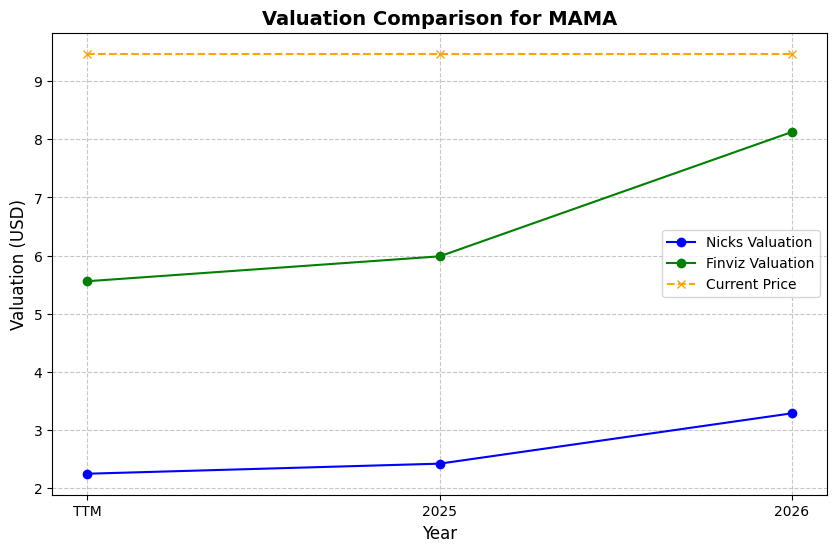 Valuation Comparison for MAMA
Valuation (USD)
9
8
7
6
5
4
3
2
Nicks Valuation
Finviz Valuation
Current Price
TTM
2025
2026
Year